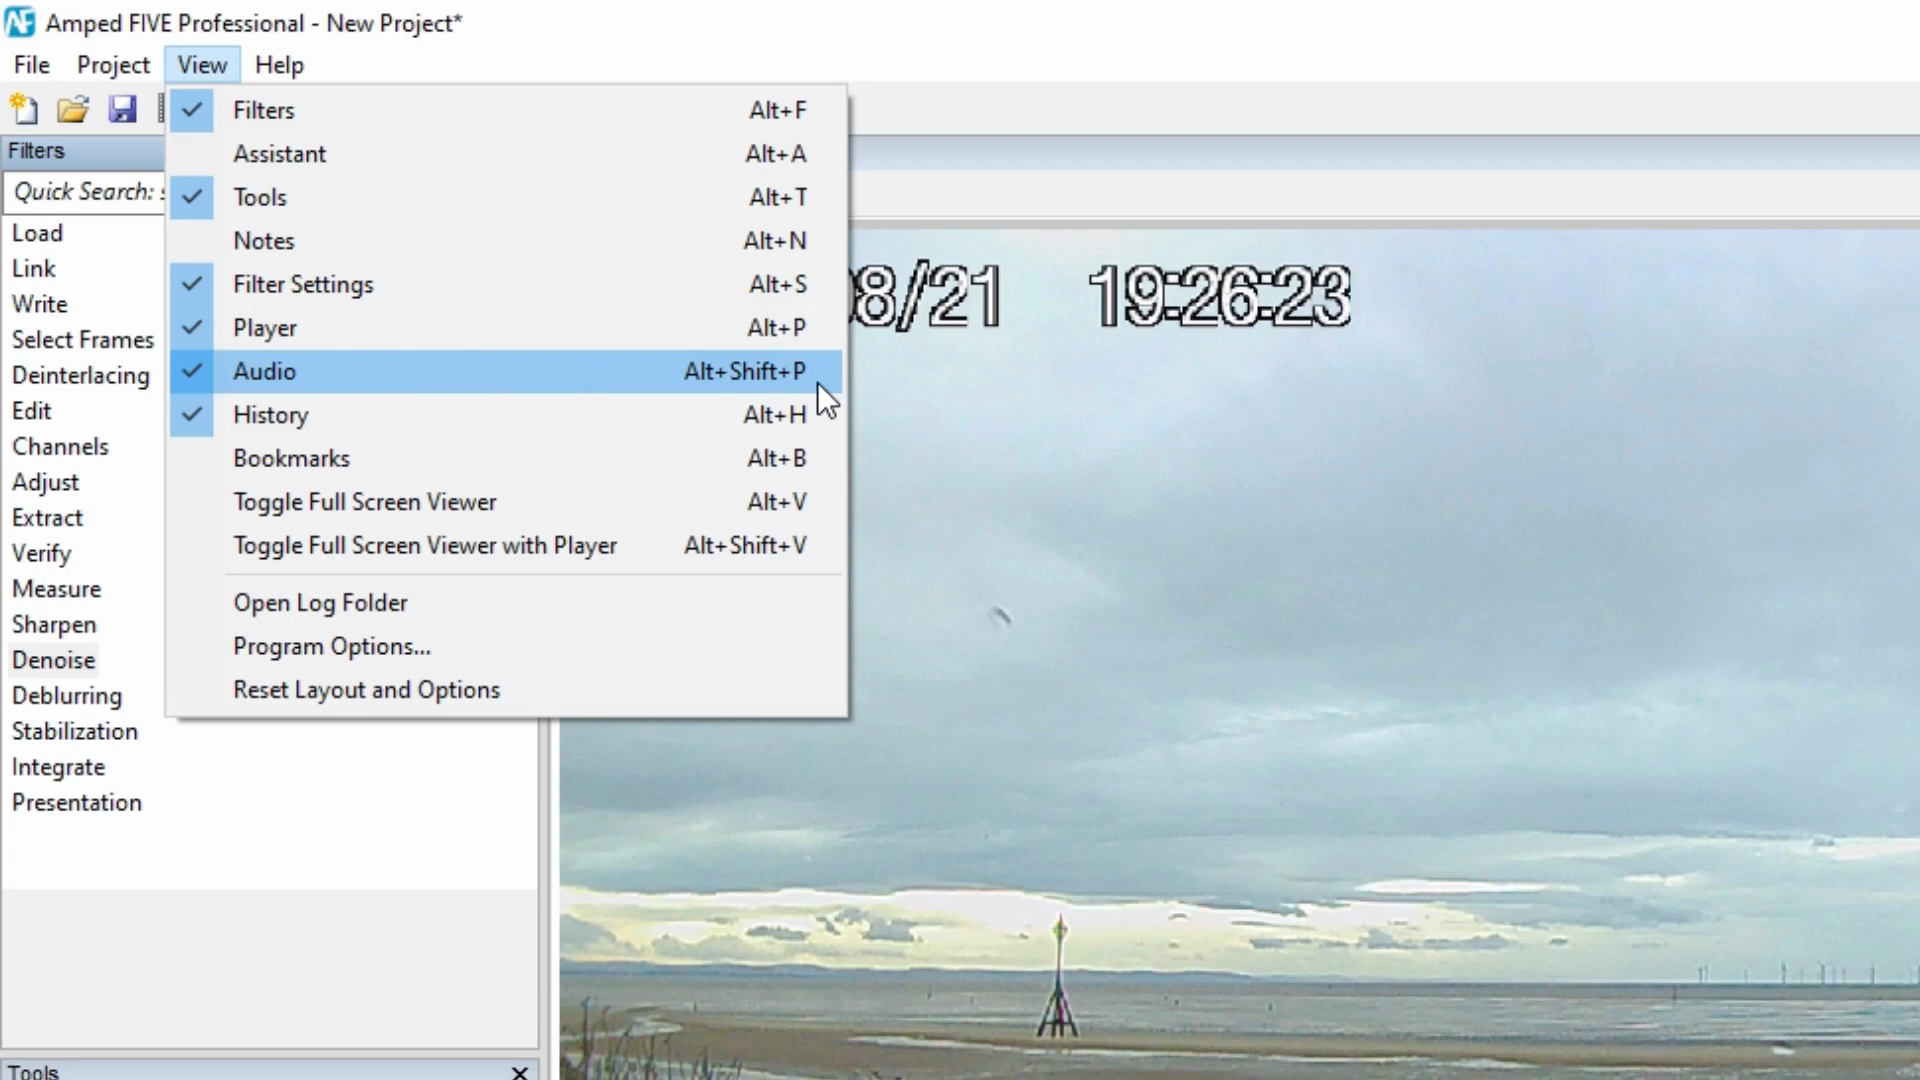 Amped FIVE Professional - New Project*
File Project View Help
Filters
Quick Search:
Load
Link
Write
Select Frames
Deinterlacing
Edit
Channels
Adjust
Extract
Verify
Measure
Sharpen
Denoise
Deblurring
Stabilization
Integrate
Presentation
Tools
Filters Alt+F
Assistant Alt+A
Tools Alt+T
Notes Alt+N
Filter Settings Alt+S
Player Alt+P
Audio Alt+Shift+P
History Alt+H
Bookmarks Alt+B
Toggle Full Screen Viewer Alt+V
Toggle Full Screen Viewer with Player Alt+Shift+V
Open Log Folder
Program Options...
Reset Layout and Options
8/21 19:26:23